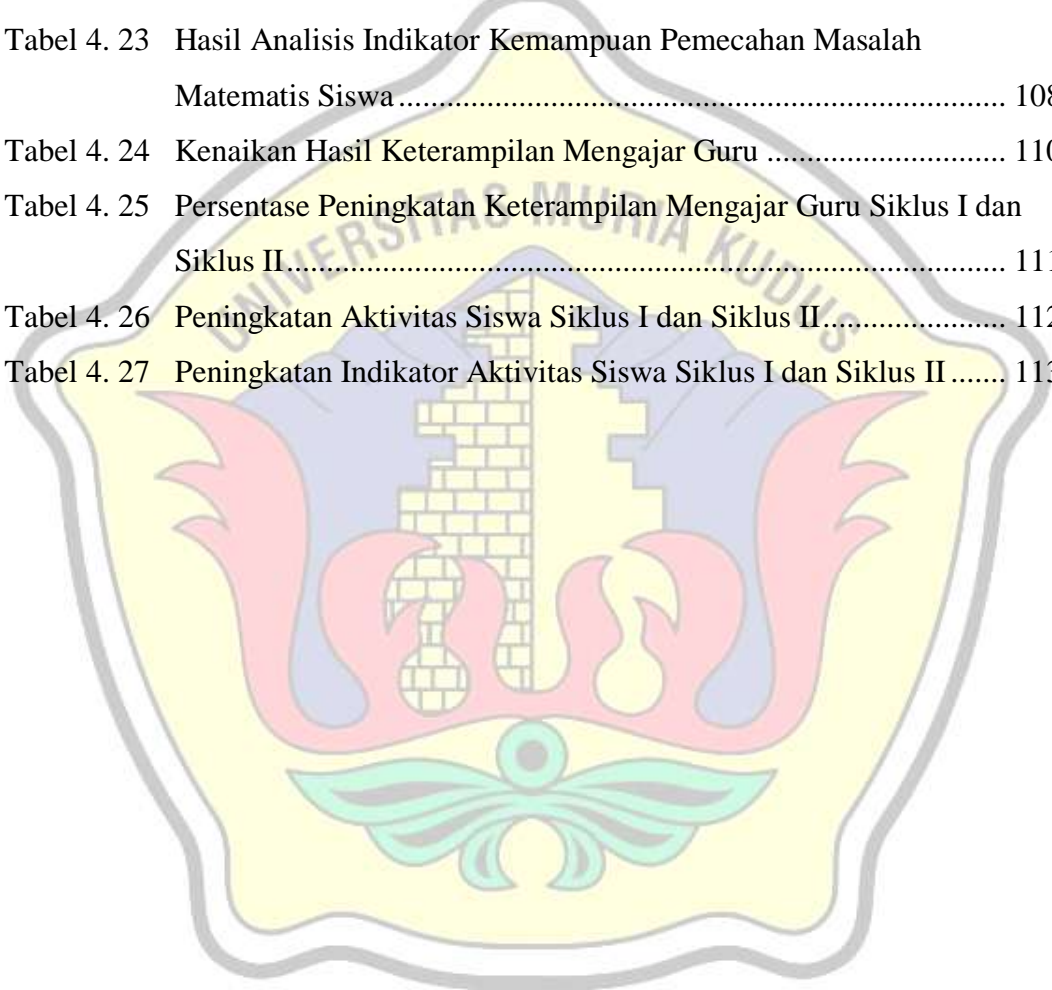 Tabel 4. 23 Hasil Analisis Indikator Kemampuan Pemecahan Masalah
Matematis Siswa ........................................................................... 108
Tabel 4. 24 Kenaikan Hasil Keterampilan Mengajar Guru ............................. 110
Tabel 4. 25 Persentase Peningkatan Keterampilan Mengajar Guru Siklus I dan
Siklus II ......................................................................................... 111
Tabel 4. 26 Peningkatan Aktivitas Siswa Siklus I dan Siklus II ...................... 112
Tabel 4. 27 Peningkatan Indikator Aktivitas Siswa Siklus I dan Siklus II ....... 113
UNIVERSITAS MURIA KUDUS